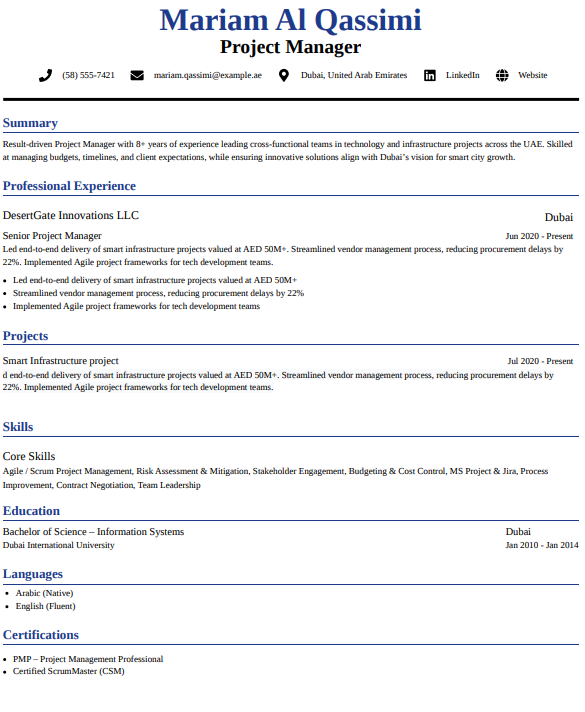 Mariam Al Qassimi
Project Manager
(58) 555-7421 mariam.qassimi@example.ae Dubai, United Arab Emirates LinkedIn Website
Summary
Result-driven Project Manager with 8+ years of experience leading cross-functional teams in technology and infrastructure projects across the UAE. Skilled
at managing budgets, timelines, and client expectations, while ensuring innovative solutions align with Dubai's vision for smart city growth.
Professional Experience
DesertGate Innovations LLC Dubai
Senior Project Manager Jun 2020 - Present
Led end-to-end delivery of smart infrastructure projects valued at AED 50M+. Streamlined vendor management process, reducing procurement delays by
22%. Implemented Agile project frameworks for tech development teams.
• Led end-to-end delivery of smart infrastructure projects valued at AED 50M+
• Streamlined vendor management process, reducing procurement delays by 22%
• Implemented Agile project frameworks for tech development teams
Projects
Smart Infrastructure project Jul 2020 - Present
d end-to-end delivery of smart infrastructure projects valued at AED 50M+. Streamlined vendor management process, reducing procurement delays by
22%. Implemented Agile project frameworks for tech development teams.
Skills
Core Skills
Agile / Scrum Project Management, Risk Assessment & Mitigation, Stakeholder Engagement, Budgeting & Cost Control, MS Project & Jira, Process
Improvement, Contract Negotiation, Team Leadership
Education
Bachelor of Science – Information Systems Dubai
Dubai International University Jan 2010 - Jan 2014
Languages
• Arabic (Native)
• English (Fluent)
Certifications
• PMP – Project Management Professional
• Certified ScrumMaster (CSM)